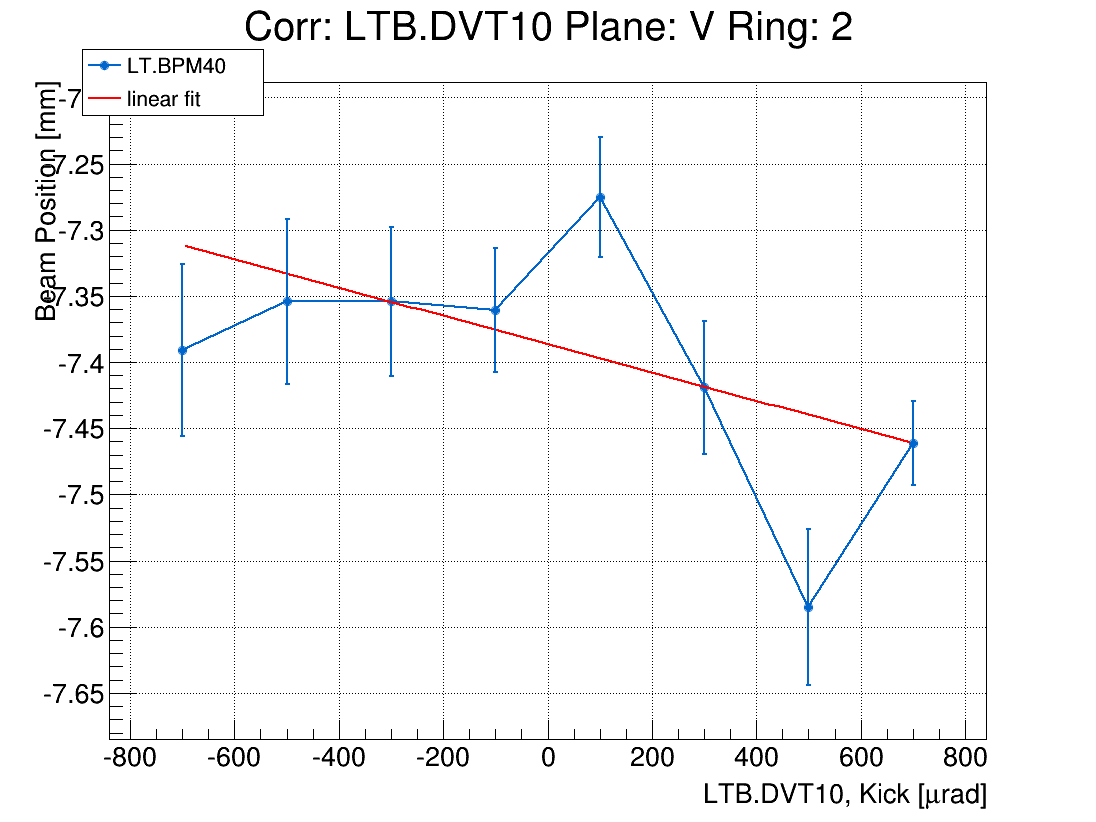 Corr: LTB.DVT10 Plane: V Ring: 2
LT.BPM40
linear fit
Beam Position [mm]
-7
7.25
-7.3
7.35
-7.4
-7.45
-7.5
-7.55
-7.6
-7.65
-800 -600 -400 -200 0 200 400 600 800
LTB.DVT10, Kick [μrad]